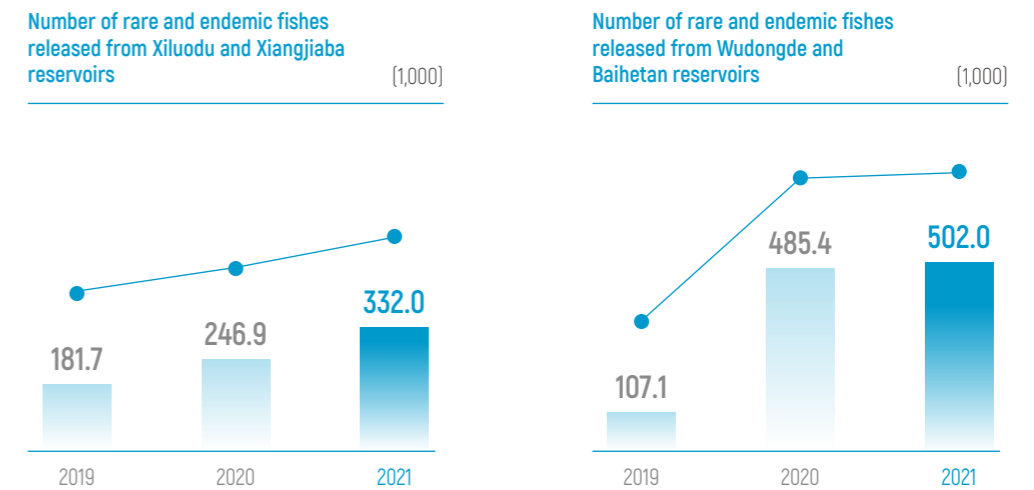 Number of rare and endemic fishes
released from Xiluodu and Xiangjiaba
reservoirs
(1,000)
181.7
246.9
332.0
2019
2020
2021
Number of rare and endemic fishes
released from Wudongde and
Baihetan reservoirs
(1,000)
107.1
485.4
502.0
2019
2020
2021